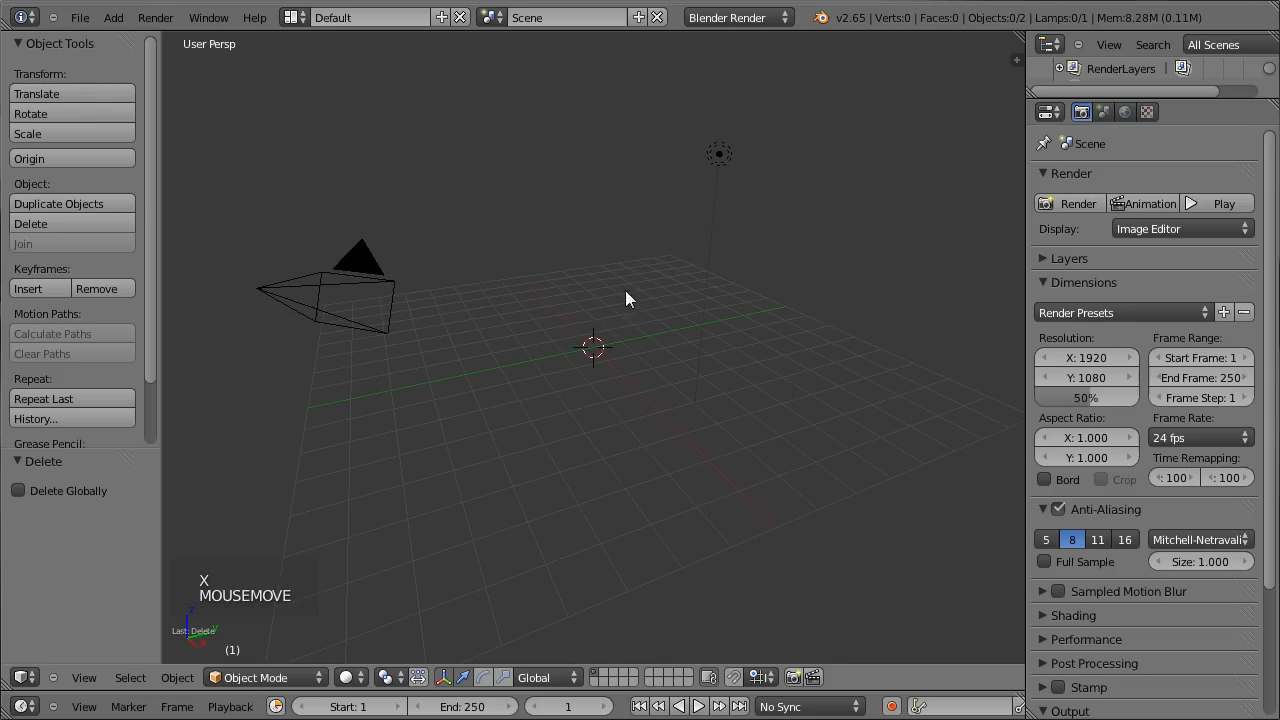 File Add Render Window Help Default Scene Blender Render v2.65 | Verts:0 | Faces:0 | Objects:0/2 | Lamps:0/1 | Mem:8.28M (0.11M)
Object Tools
Transform:
Translate
Rotate
Scale
Origin
Object:
Duplicate Objects
Delete
Join
Keyframes:
Insert Remove
Motion Paths:
Calculate Paths
Clear Paths
Repeat:
Repeat Last
History...
Grease Pencil:
Delete
Delete Globally
User Persp
X
MOUSEMOVE
z
Last: Delete
y
x
(1)
View Search All Scenes
RenderLayers
Scene
Render
Render Animation Play
Display: Image Editor
Layers
Dimensions
Render Presets
Resolution: Frame Range:
X: 1920 Start Frame: 1
Y: 1080 End Frame: 250
50% Frame Step: 1
Aspect Ratio: Frame Rate:
X: 1.000 24 fps
Y: 1.000 Time Remapping:
Bord Crop : 100 : 100
Anti-Aliasing
5 8 11 16 Mitchell-Netravali
Full Sample Size: 1.000
Sampled Motion Blur
Shading
Performance
Post Processing
Stamp
Output
View Select Object Object Mode Global
View Marker Frame Playback Start: 1 End: 250 1 No Sync